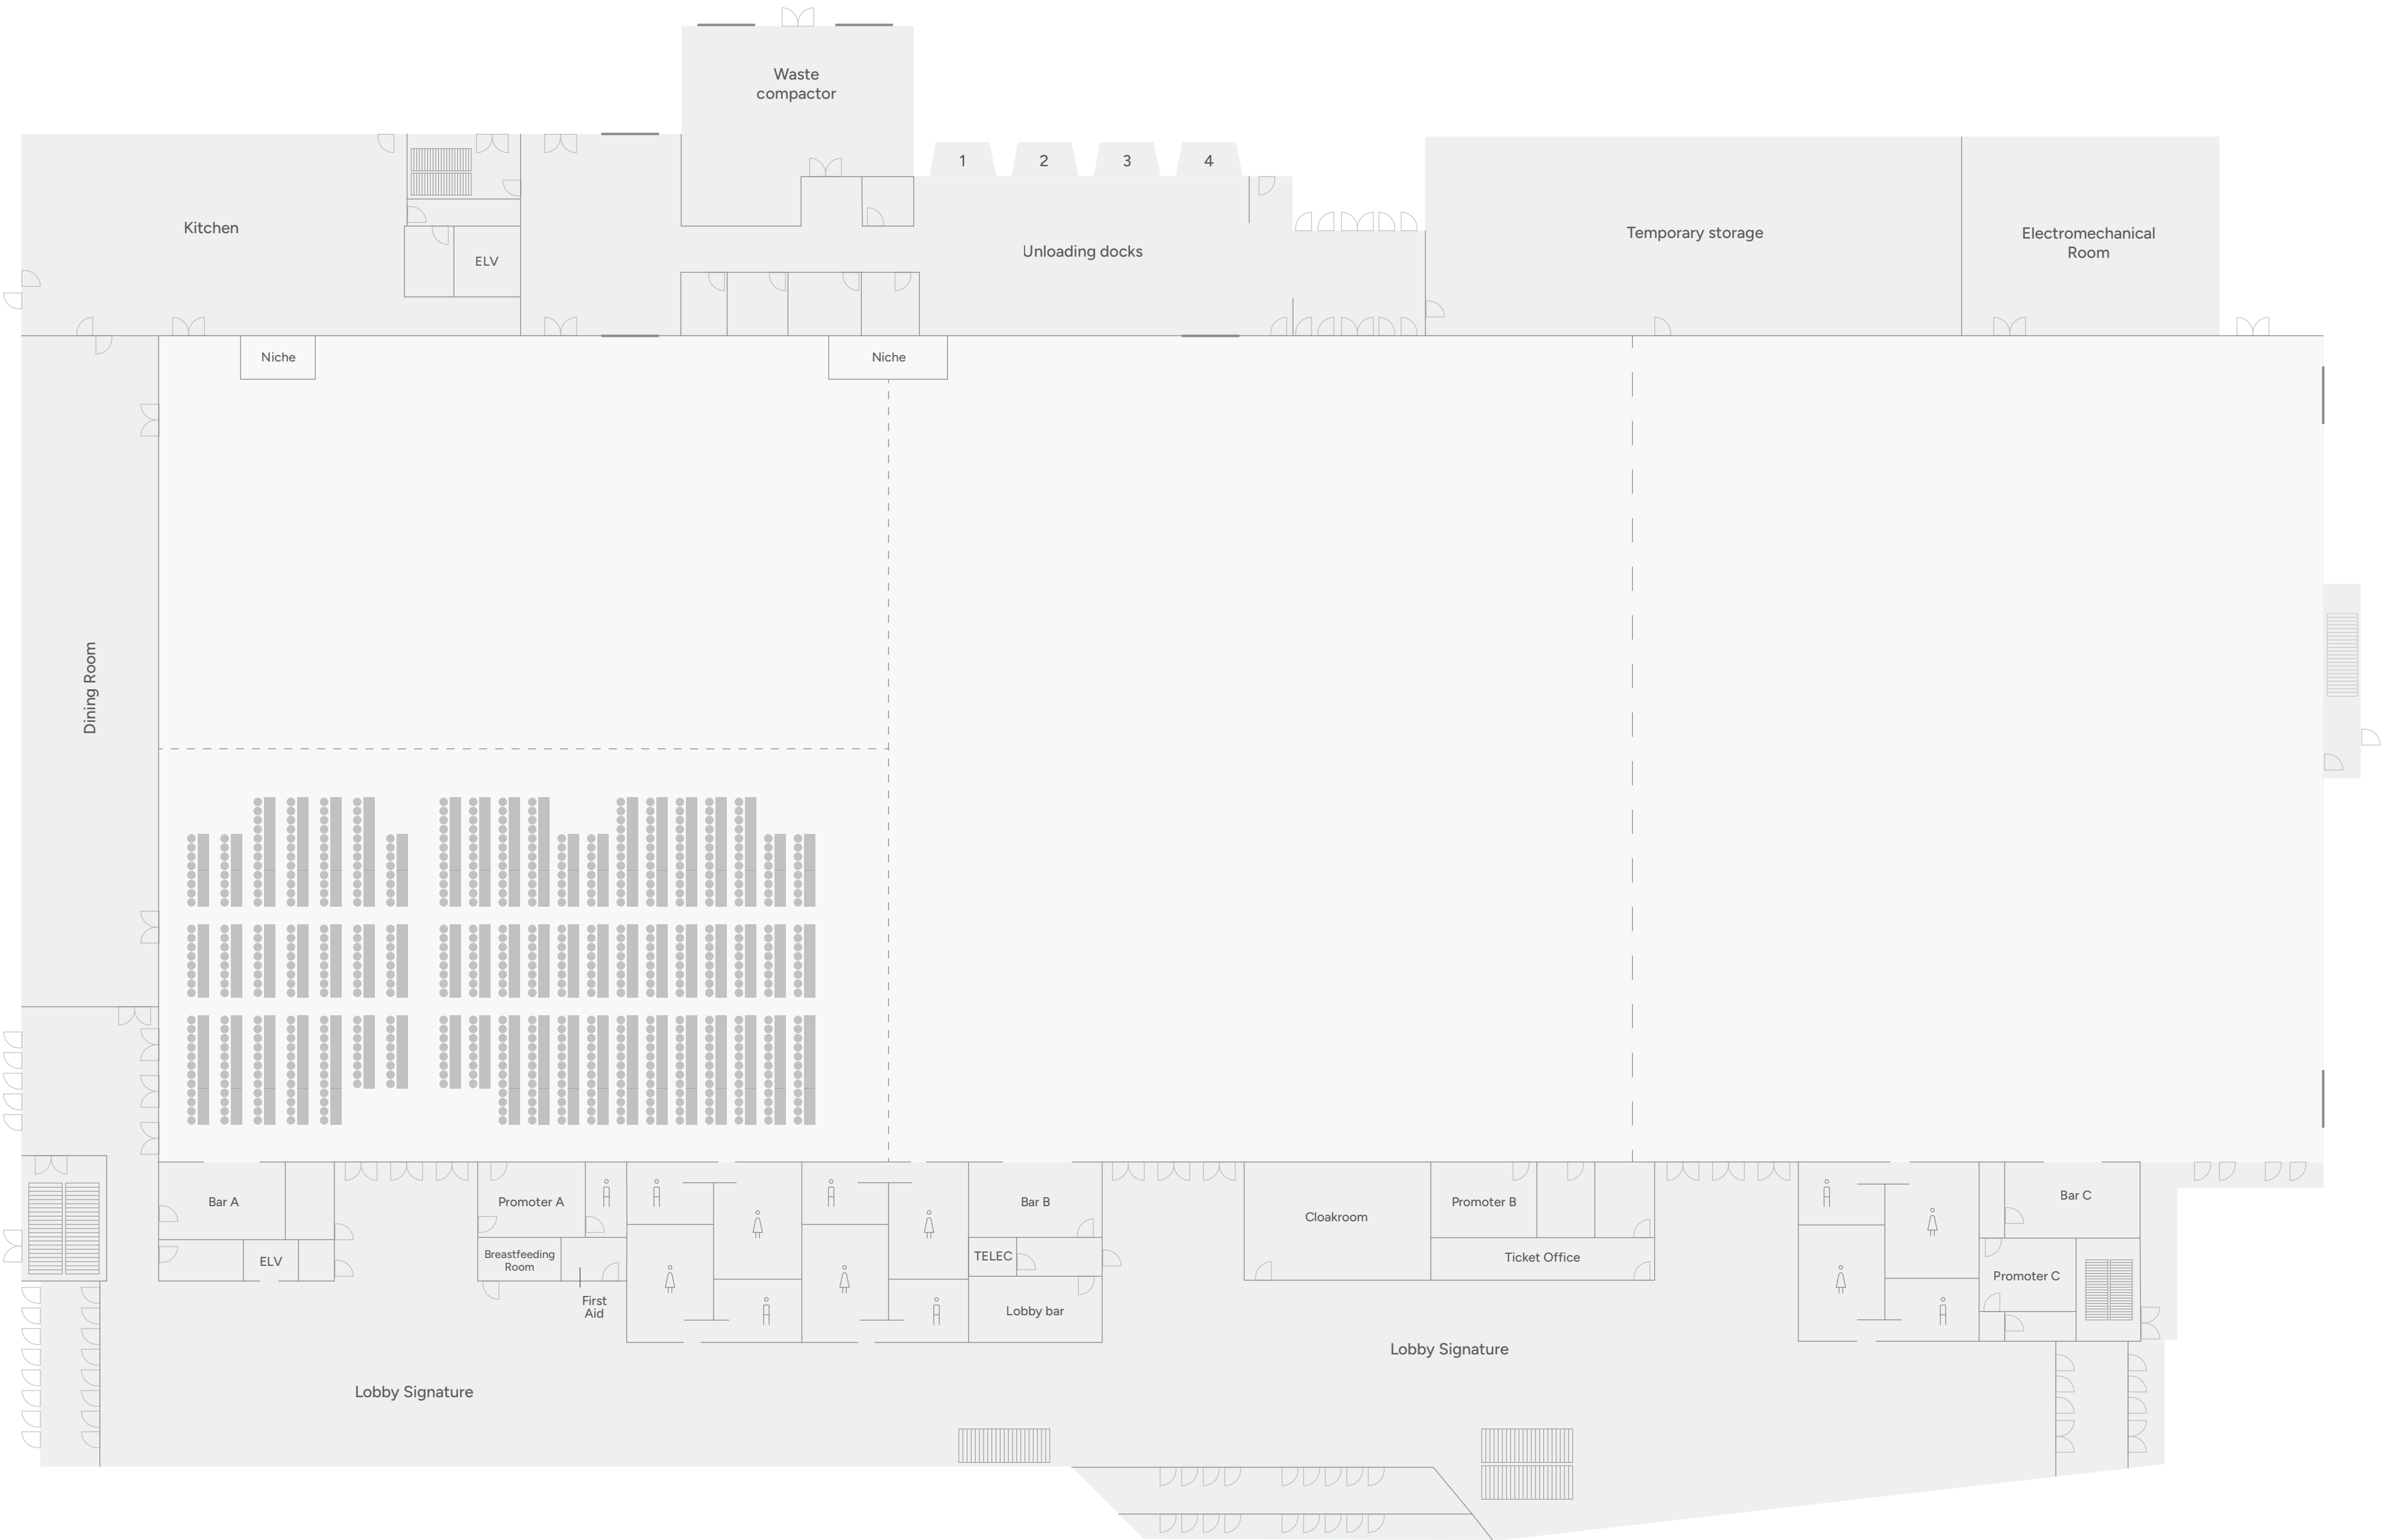 Waste
compactor
1
2
3
4
Kitchen
ELV
Unloading docks
Temporary storage
Electromechanical
Room
Niche
Niche
Dining Room
Bar A
ELV
Promoter A
Breastfeeding
Room
First
Aid
Bar B
TELEC
Lobby bar
Cloakroom
Promoter B
Ticket Office
Bar C
Promoter C
Lobby Signature
Lobby Signature